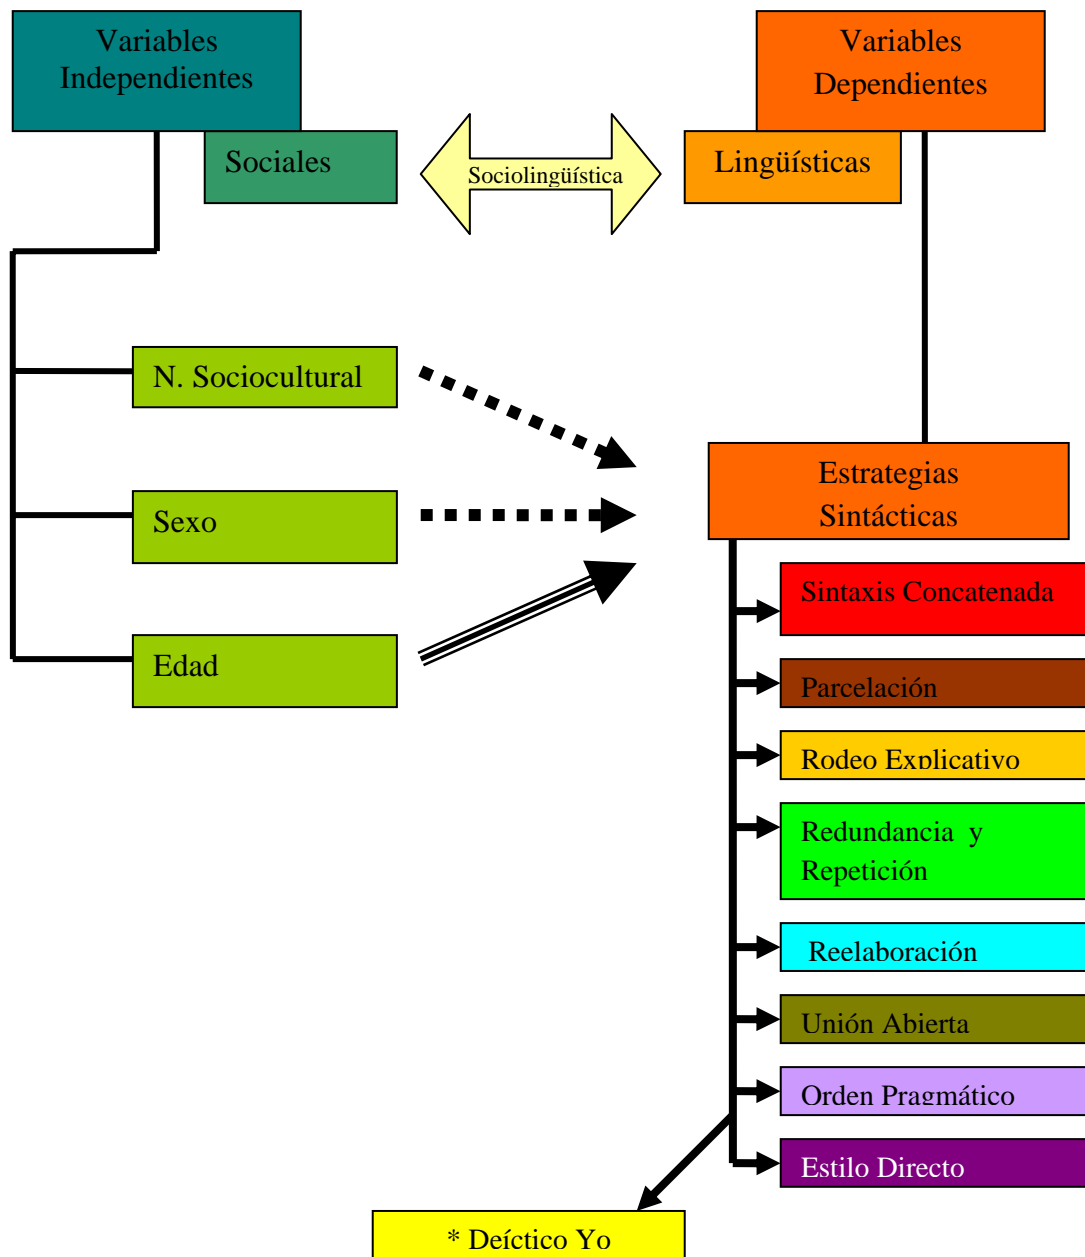 Variables
Independientes
Sociales
Sociolingüística
Variables
Dependientes
Lingüísticas
N. Sociocultural
Sexo
Edad
Estrategias
Sintácticas
Sintaxis Concatenada
Parcelación
Rodeo Explicativo
Redundancia y
Repetición
Reelaboración
Unión Abierta
Orden Pragmático
Estilo Directo
* Deíctico Yo